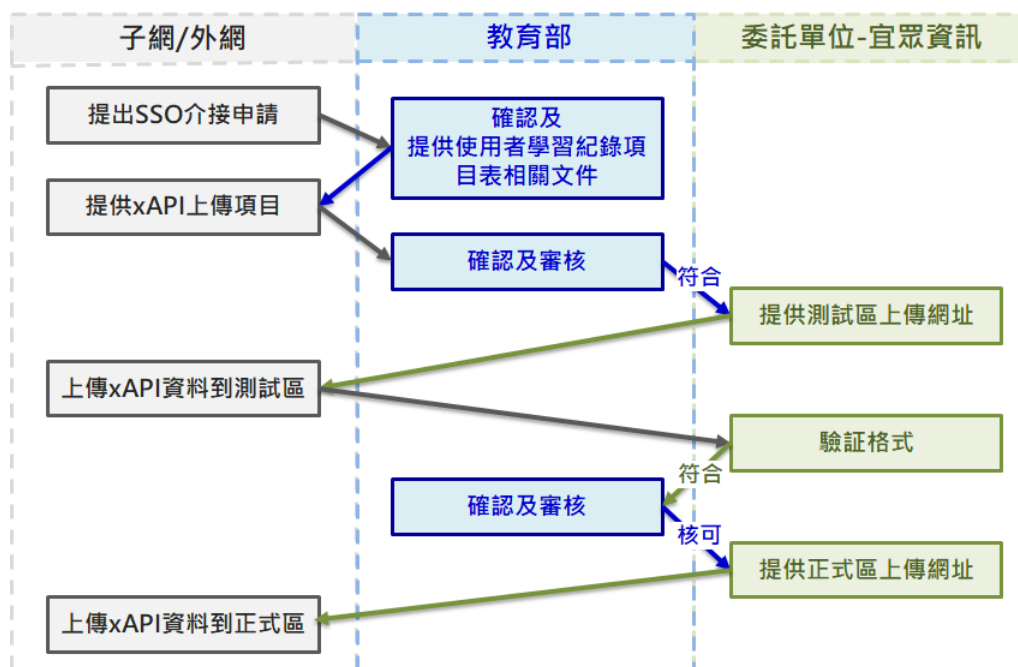 子網/外網
教育部
委託單位-宜眾資訊
提出SSO介接申請
確認及
提供使用者學習紀錄項
目表相關文件
提供xAPI上傳項目
確認及審核
符合
提供測試區上傳網址
上傳xAPI資料到測試區
驗証格式
符合
確認及審核
核可
提供正式區上傳網址
上傳xAPI資料到正式區